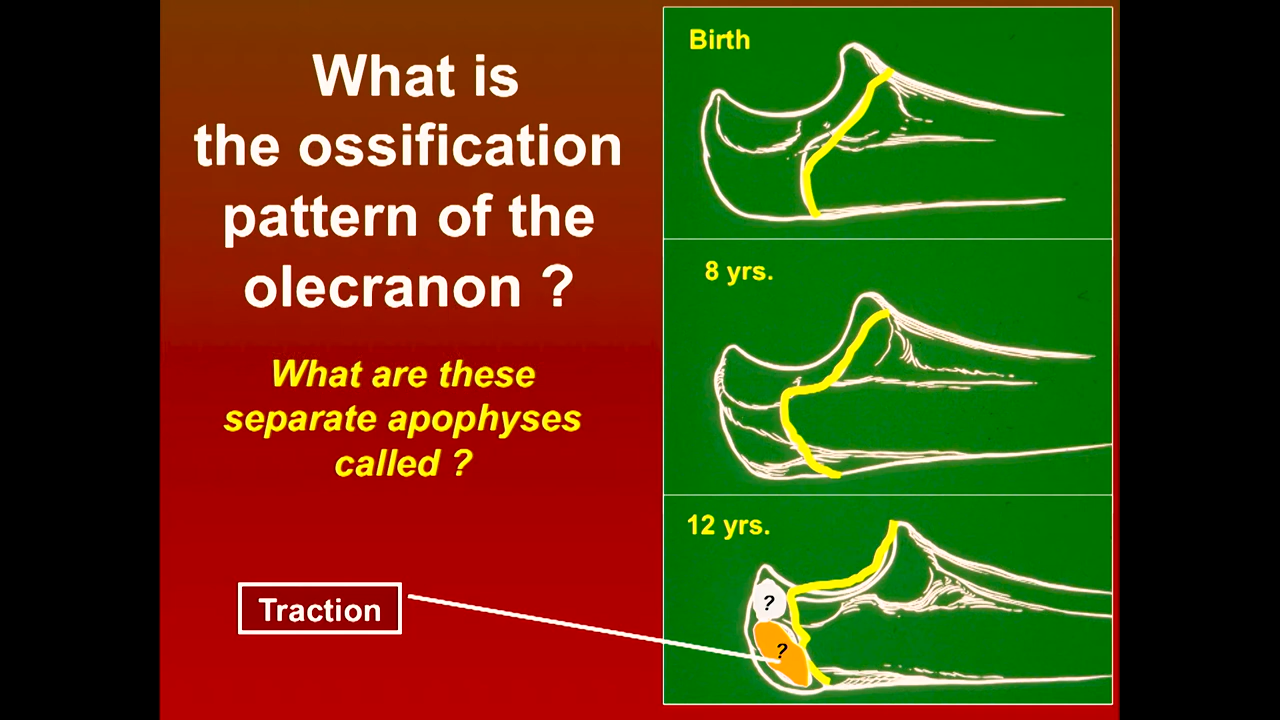 What is
the ossification
pattern of the
olecranon ?
What are these
separate apophyses
called ?
Traction
Birth
8 yrs.
12 yrs.
?
?